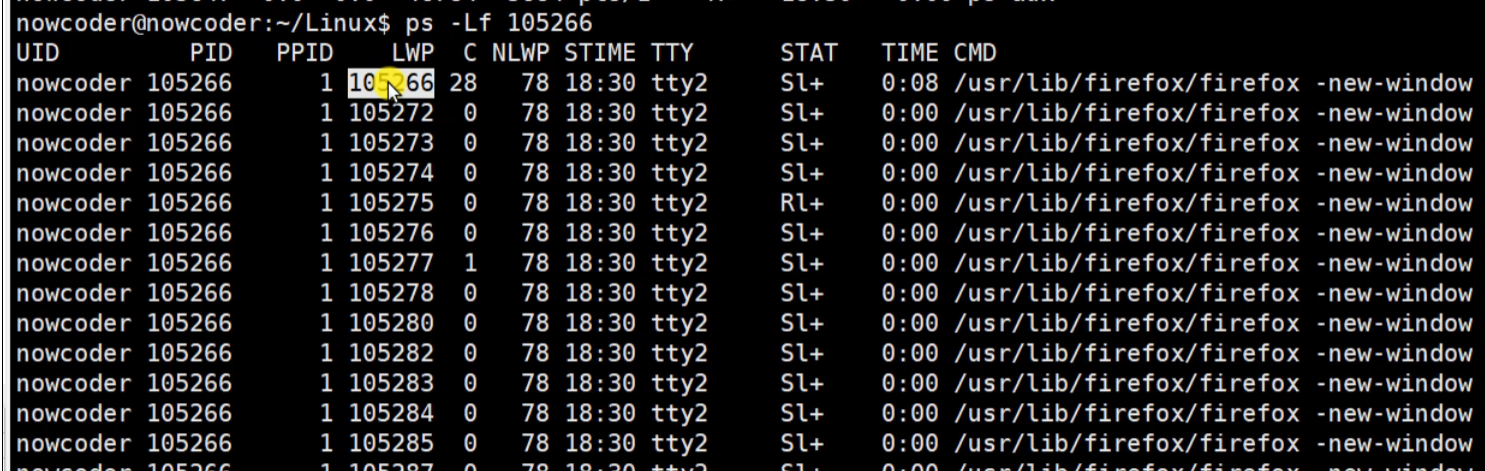 nowcoder@nowcoder:~/Linux$ ps -Lf 105266
UID PID PPID LWP C NLWP STIME TTY STAT TIME CMD
nowcoder 105266 1 105266 28 78 18:30 tty2 Sl+ 0:08 /usr/lib/firefox/firefox -new-window
nowcoder 105266 1 105272 0 78 18:30 tty2 Sl+ 0:00 /usr/lib/firefox/firefox -new-window
nowcoder 105266 1 105273 0 78 18:30 tty2 Sl+ 0:00 /usr/lib/firefox/firefox -new-window
nowcoder 105266 1 105274 0 78 18:30 tty2 Sl+ 0:00 /usr/lib/firefox/firefox -new-window
nowcoder 105266 1 105275 0 78 18:30 tty2 Rl+ 0:00 /usr/lib/firefox/firefox -new-window
nowcoder 105266 1 105276 0 78 18:30 tty2 Sl+ 0:00 /usr/lib/firefox/firefox -new-window
nowcoder 105266 1 105277 1 78 18:30 tty2 Sl+ 0:00 /usr/lib/firefox/firefox -new-window
nowcoder 105266 1 105278 0 78 18:30 tty2 Sl+ 0:00 /usr/lib/firefox/firefox -new-window
nowcoder 105266 1 105280 0 78 18:30 tty2 Sl+ 0:00 /usr/lib/firefox/firefox -new-window
nowcoder 105266 1 105282 0 78 18:30 tty2 Sl+ 0:00 /usr/lib/firefox/firefox -new-window
nowcoder 105266 1 105283 0 78 18:30 tty2 Sl+ 0:00 /usr/lib/firefox/firefox -new-window
nowcoder 105266 1 105284 0 78 18:30 tty2 Sl+ 0:00 /usr/lib/firefox/firefox -new-window
nowcoder 105266 1 105285 0 78 18:30 tty2 Sl+ 0:00 /usr/lib/firefox/firefox -new-window